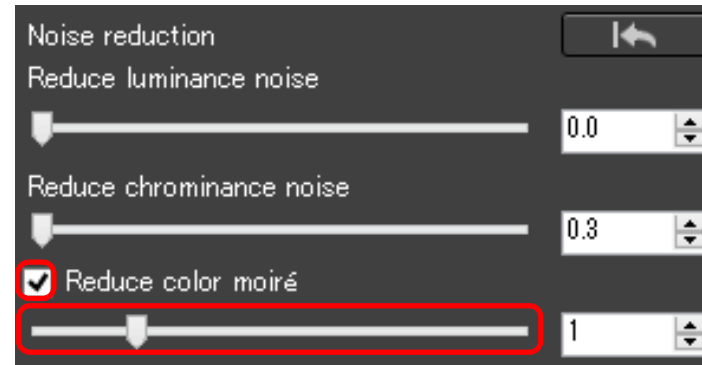 Noise reduction
Reduce luminance noise
0.0
Reduce chrominance noise
0.3
Reduce color moiré
1